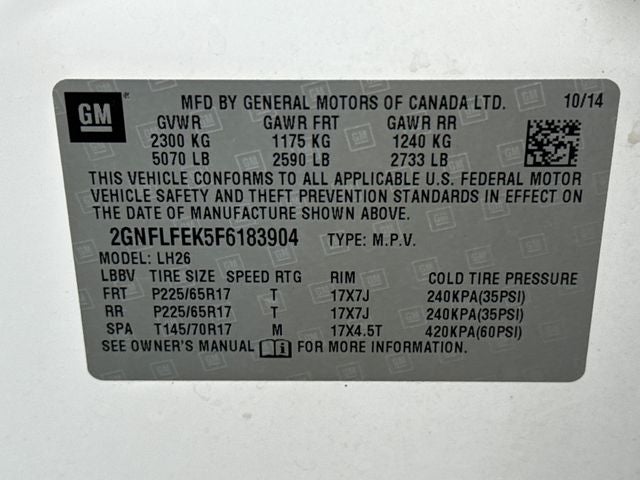 GM MFD BY GENERAL MOTORS OF CANADA LTD. 10/14
GVWR GAWR FRT GAWR RR
2300 KG 1175 KG 1240 KG
5070 LB 2590 LB 2733 LB
THIS VEHICLE CONFORMS TO ALL APPLICABLE U.S. FEDERAL MOTOR
VEHICLE SAFETY AND THEFT PREVENTION STANDARDS IN EFFECT ON
THE DATE OF MANUFACTURE SHOWN ABOVE.
2GNFLFEK5F6183904 TYPE: M.P.V.
MODEL: LH26
LBBV TIRE SIZE SPEED RTG RIM COLD TIRE PRESSURE
FRT P225/65R17 T 17X7J 240KPA(35PSI)
RR P225/65R17 T 17X7J 240KPA(35PSI)
SPA T145/70R17 M 17X4.5T 420KPA(60PSI)
SEE OWNER'S MANUAL FOR MORE INFORMATION.